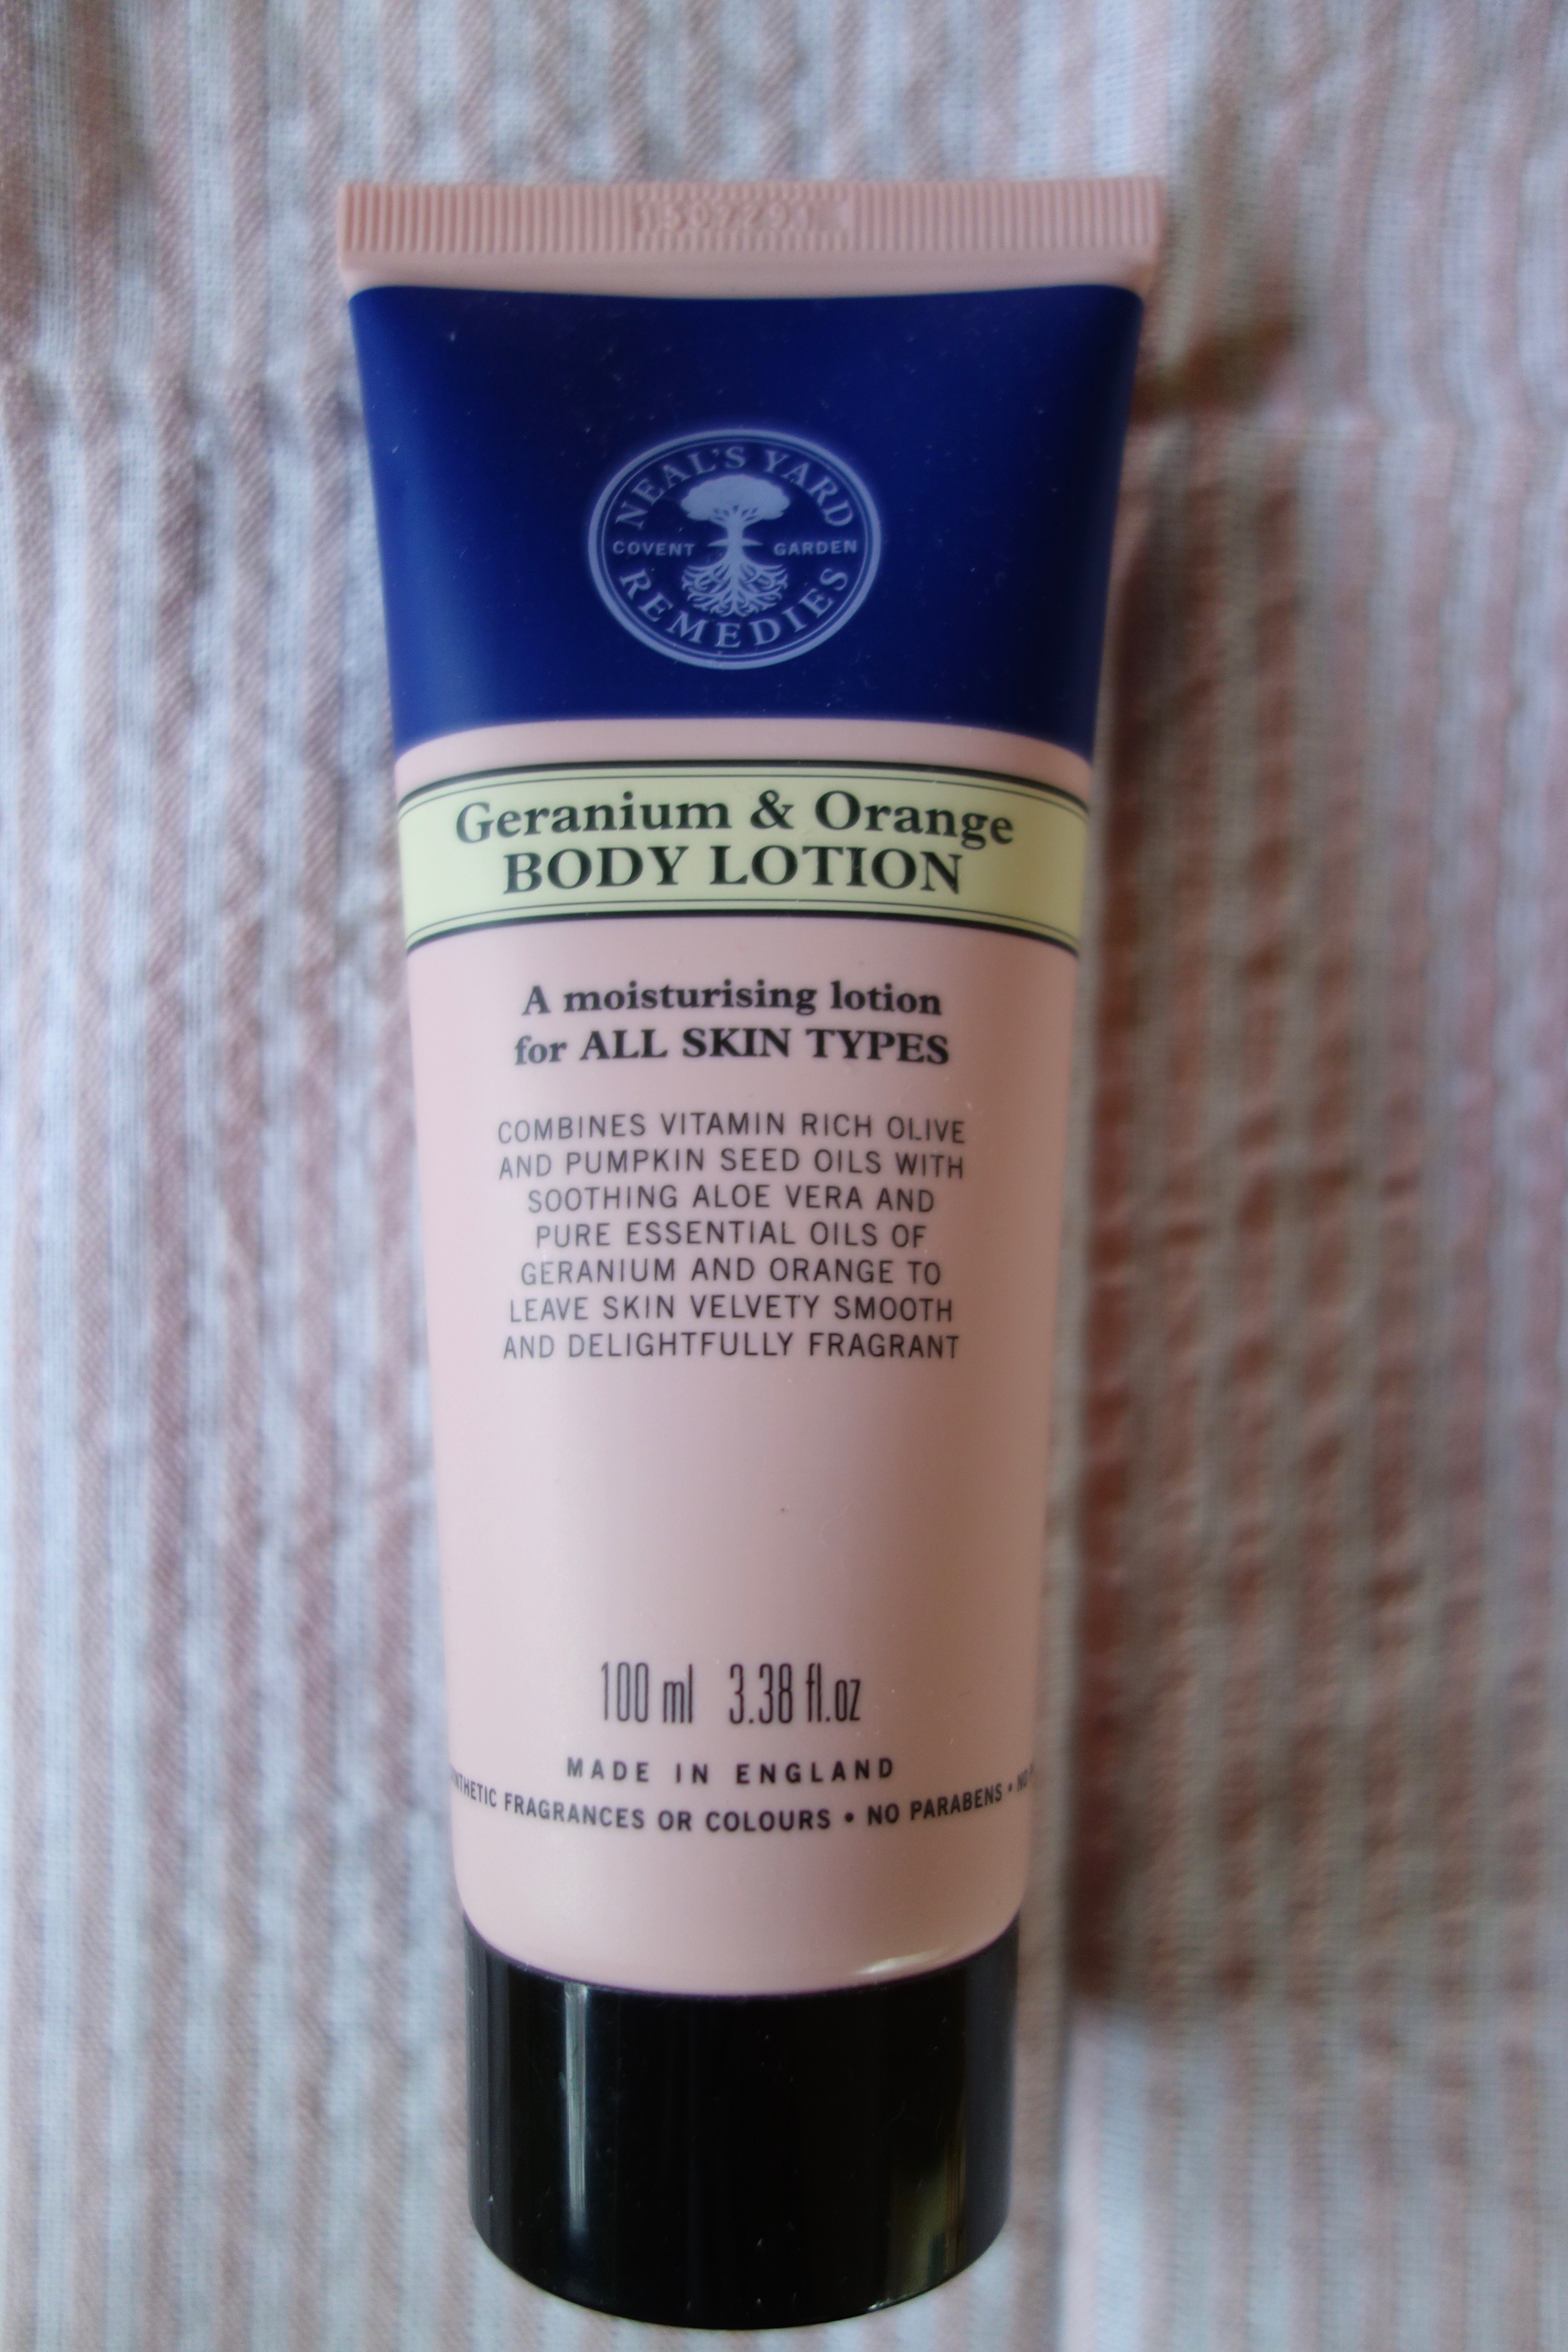 NEAL'S YARD
COVENT GARDEN
REMEDIES
Geranium & Orange
BODY LOTION
A moisturising lotion
for ALL SKIN TYPES
COMBINES VITAMIN RICH OLIVE
AND PUMPKIN SEED OILS WITH
SOOTHING ALOE VERA AND
PURE ESSENTIAL OILS OF
GERANIUM AND ORANGE TO
LEAVE SKIN VELVETY SMOOTH
AND DELIGHTFULLY FRAGRANT
100 ml 3.38 fl.oz
MADE IN ENGLAND
FRAGRANCES OR COLOURS • NO PARABENS • NO